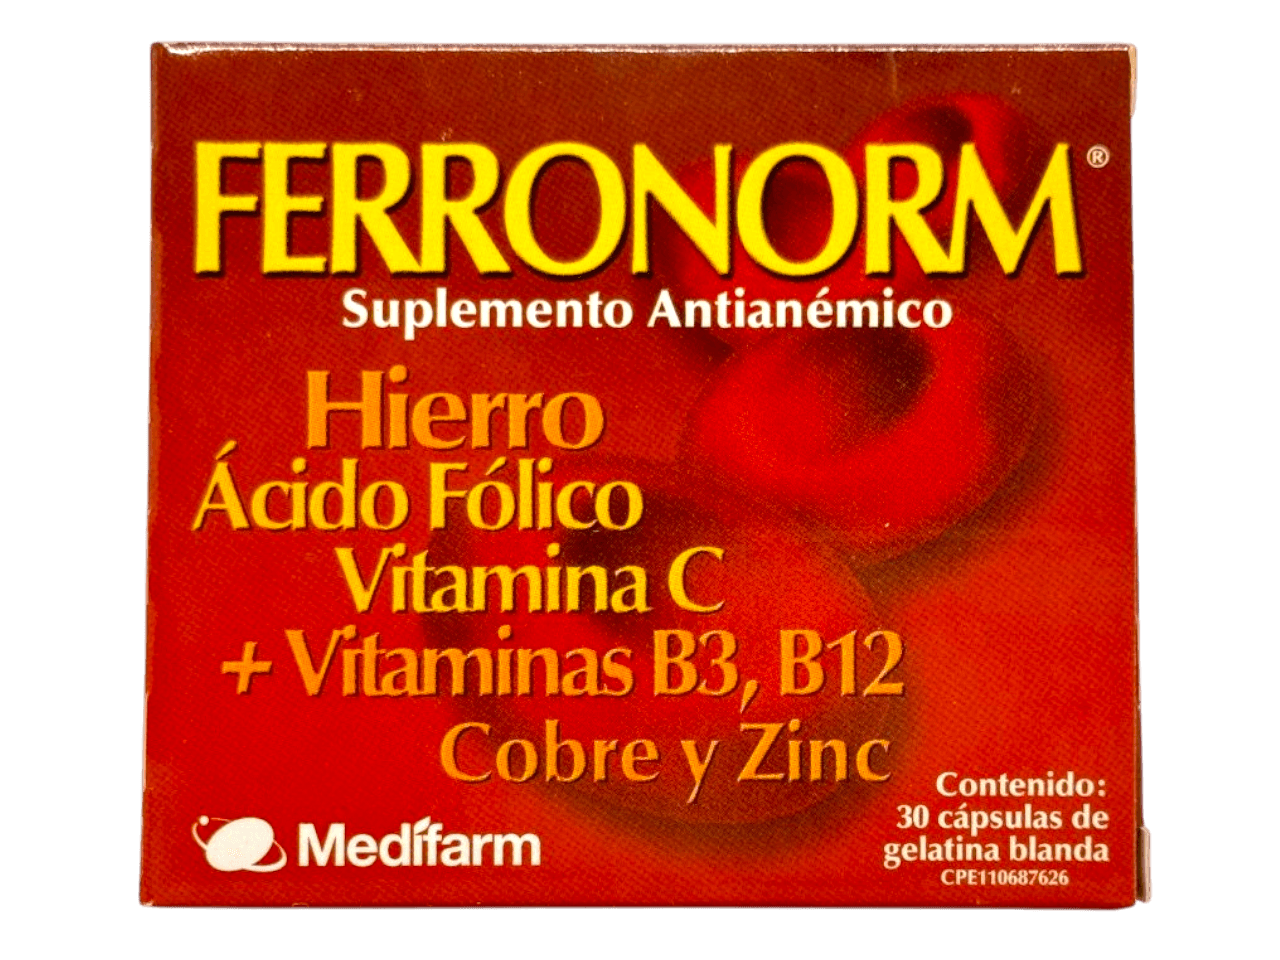 FERRONORM®
Suplemento Antianémico
Hierro
Ácido Fólico
Vitamina C
+ Vitaminas B3, B12
Cobre y Zinc
Contenido:
30 cápsulas de
gelatina blanda
CPE110687626
Medifarm